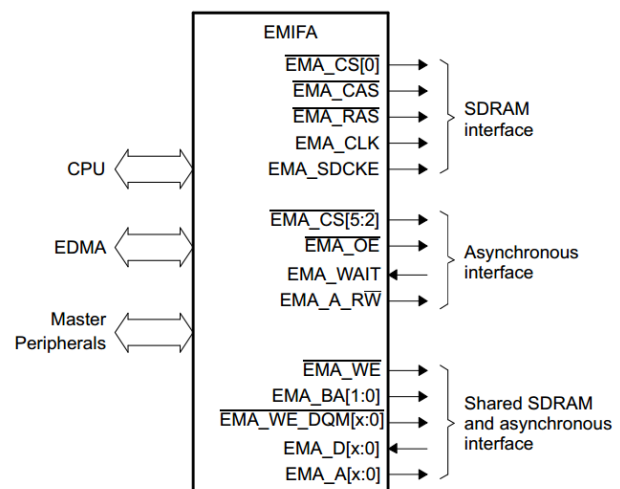 EMIFA
EMA_CS[0]
EMA_CAS
EMA_RAS
EMA_CLK
EMA_SDCKE
SDRAM
interface
CPU
EMA_CS[5:2]
EMA_OE
EMA_WAIT
EMA_A_RW
Asynchronous
interface
EDMA
Master
Peripherals
EMA_WE
EMA_BA[1:0]
EMA_WE_DQM[x:0]
EMA_D[x:0]
EMA_A[x:0]
Shared SDRAM
and asynchronous
interface